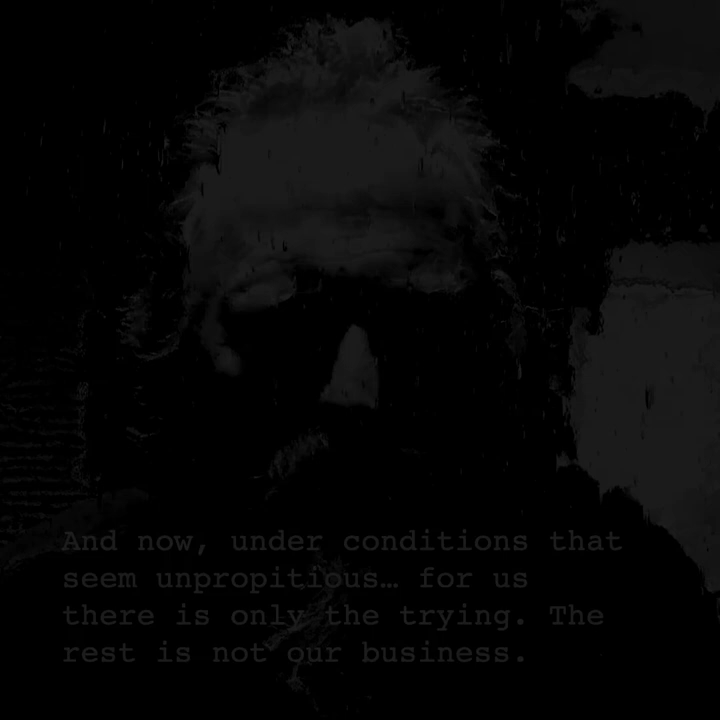 And now, under conditions that
seem unpropitious… for us
there is only the trying. The
rest is not our business.